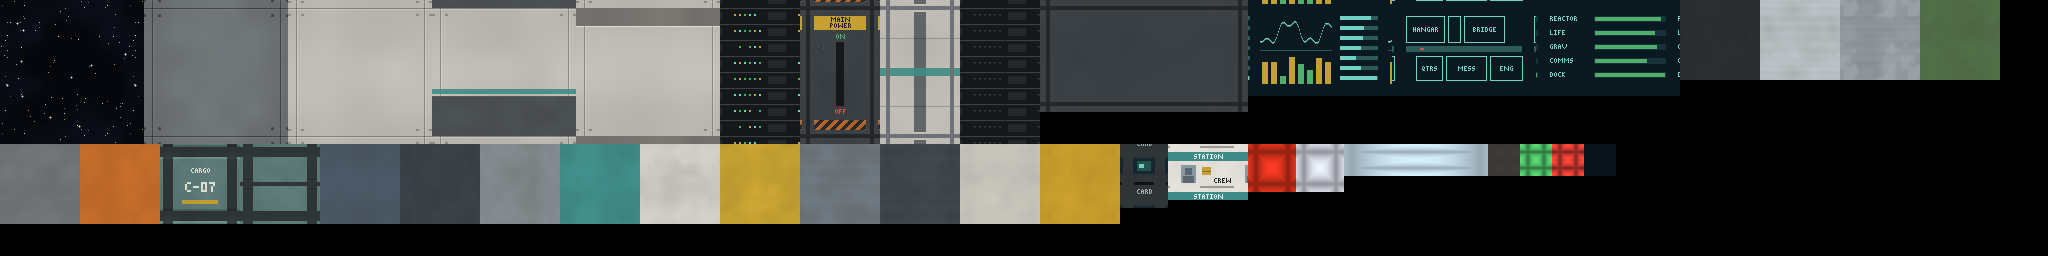 MAIN
POWER
ON
OFF
HANGAR
BRIDGE
QTRS
MESS
ENG
REACTOR
LIFE
GRAV
COMMS
DOCK
CARGO
C-07
CARD
STATION
CREW
STATION